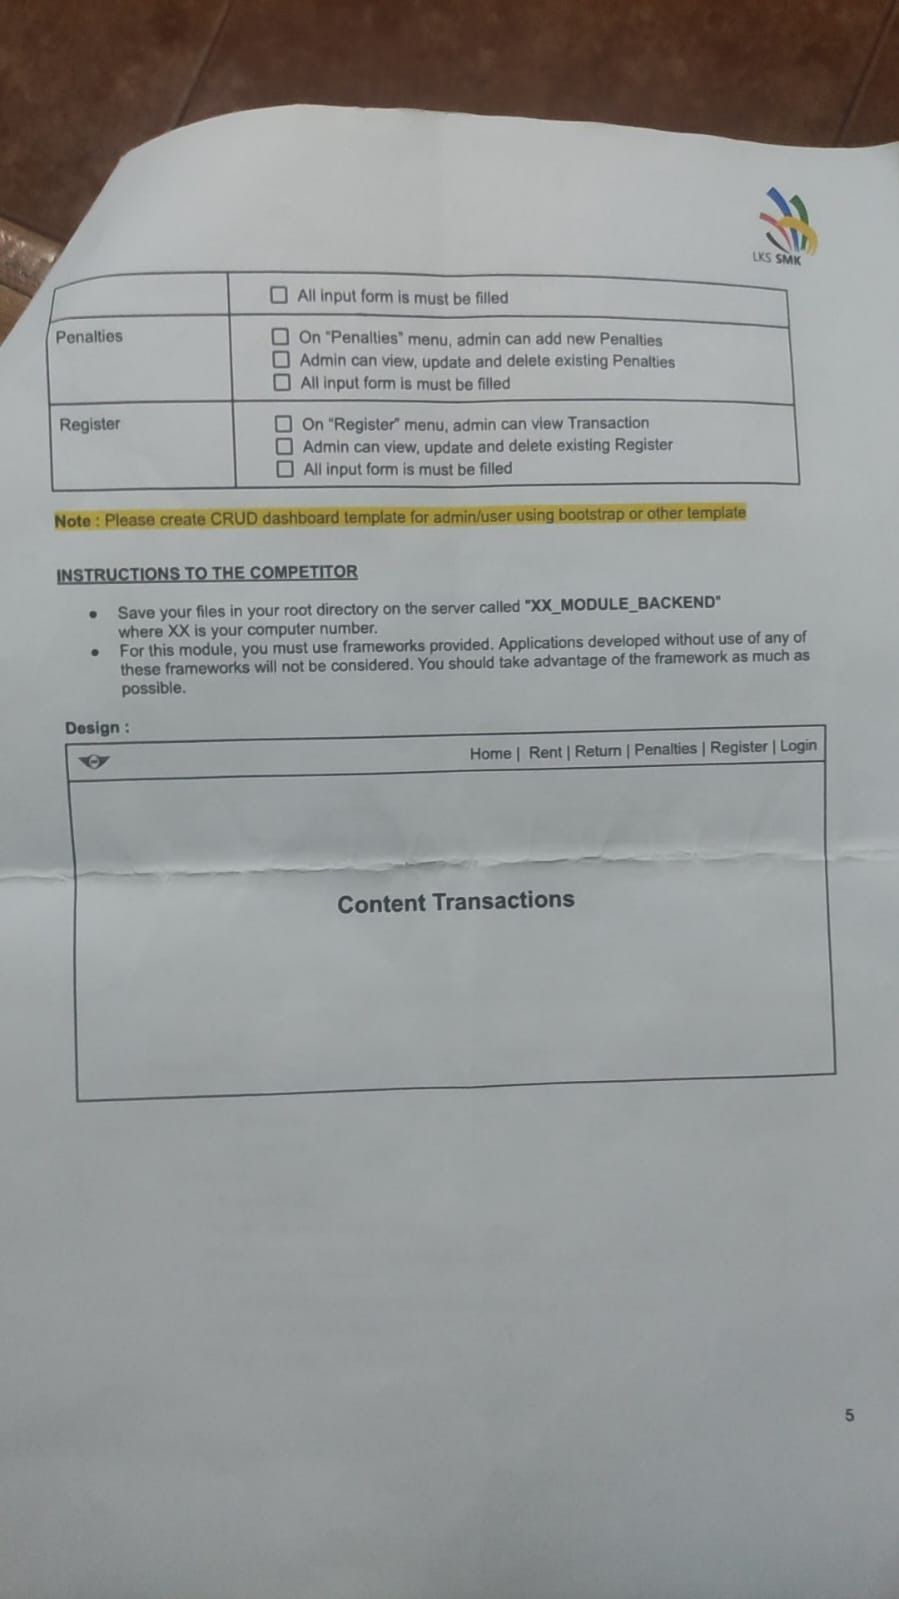 LKS SMK
All input form is must be filled
Penalties
On "Penalties" menu, admin can add new Penalties
Admin can view, update and delete existing Penalties
All input form is must be filled
Register
On "Register" menu, admin can view Transaction
Admin can view, update and delete existing Register
All input form is must be filled
Note : Please create CRUD dashboard template for admin/user using bootstrap or other template
INSTRUCTIONS TO THE COMPETITOR
• Save your files in your root directory on the server called "XX_MODULE_BACKEND"
where XX is your computer number.
• For this module, you must use frameworks provided. Applications developed without use of any of
these frameworks will not be considered. You should take advantage of the framework as much as
possible.
Design :
Home | Rent | Return | Penalties | Register | Login
Content Transactions
5